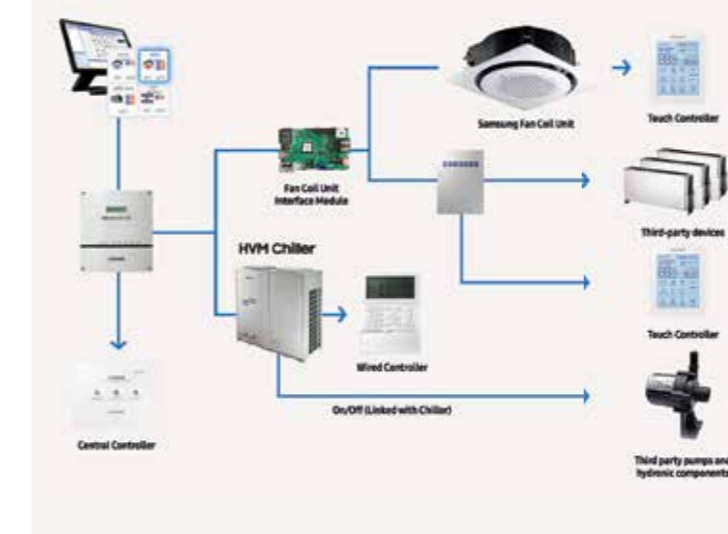 Samsung Fan Coil Unit
Touch Controller
Fan Coil Unit
Interface Module
SAMSUNG
Third-party devices
HVM Chiller
Touch Controller
Wired Controller
On/Off (Linked with Chiller)
Central Controller
Third party pumps and
hydronic components